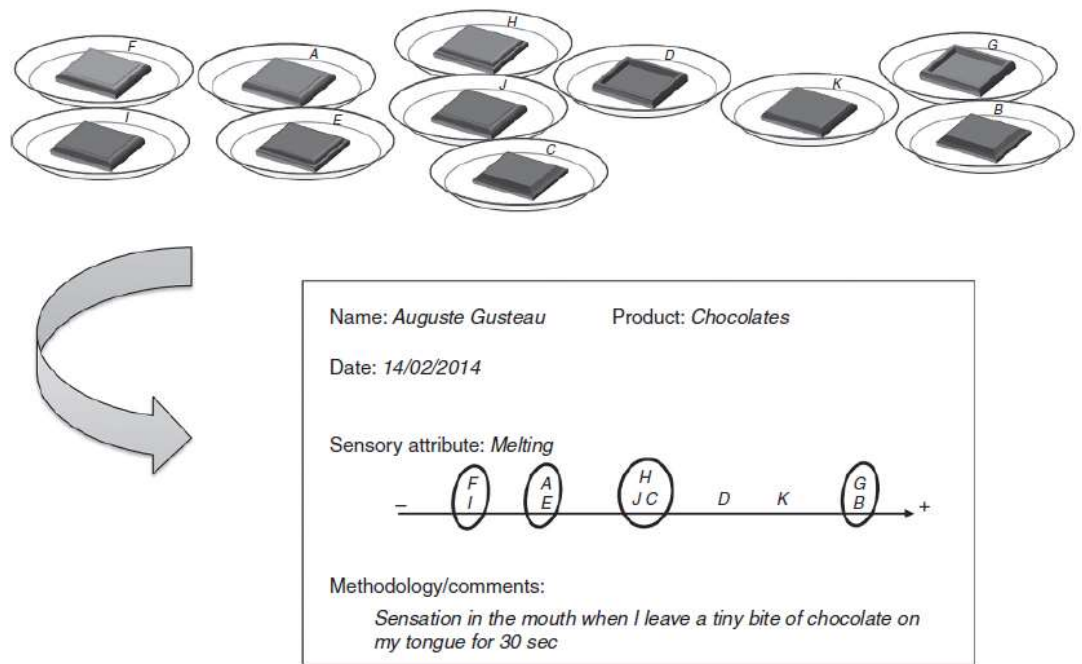 H
F
A
D
G
J
K
I
E
B
C
Name: Auguste Gusteau Product: Chocolates
Date: 14/02/2014
Sensory attribute: Melting
F A H G
– I E J C D K B +
Methodology/comments:
Sensation in the mouth when I leave a tiny bite of chocolate on
my tongue for 30 sec